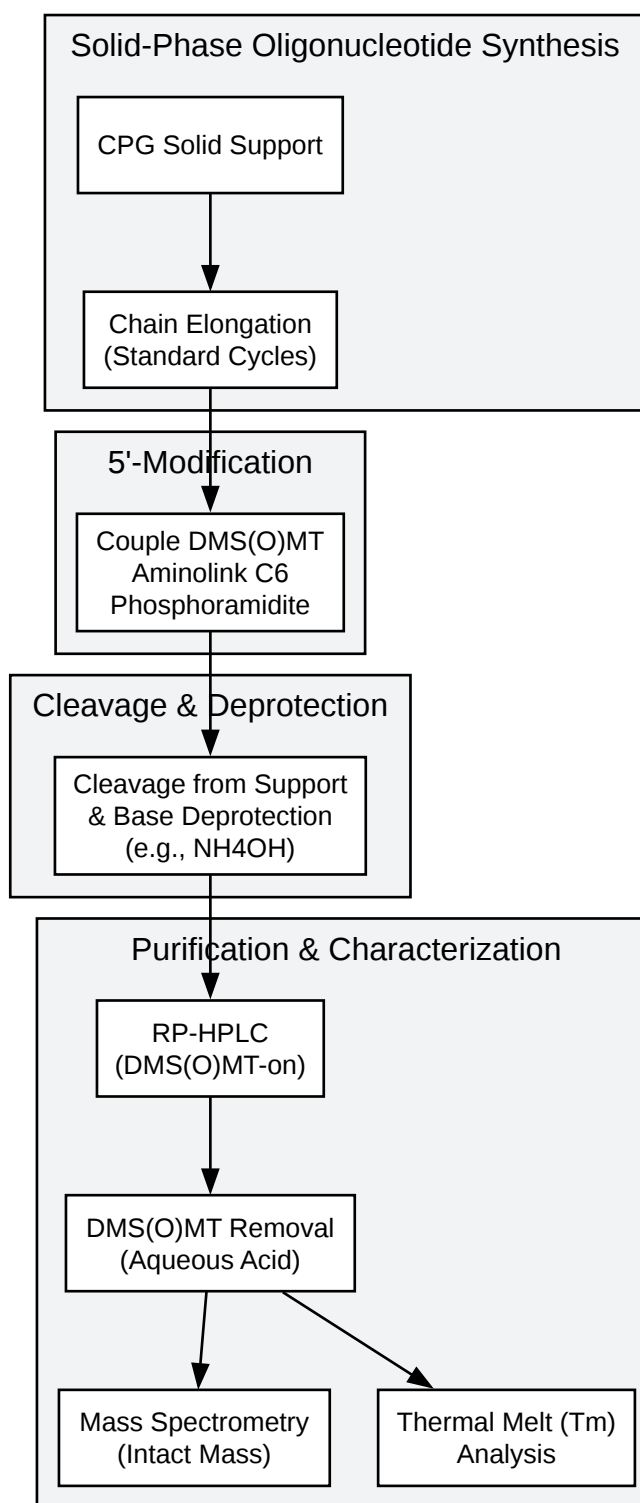 Solid-Phase Oligonucleotide Synthesis
CPG Solid Support
Chain Elongation
(Standard Cycles)
5'-Modification
Couple DMS(O)MT
Aminolink C6
Phosphoramidite
Cleavage & Deprotection
Cleavage from Support
& Base Deprotection
(e.g., NH4OH)
Purification & Characterization
RP-HPLC
(DMS(O)MT-on)
DMS(O)MT Removal
(Aqueous Acid)
Mass Spectrometry
(Intact Mass)
Thermal Melt (Tm)
Analysis